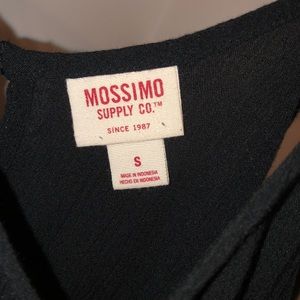 MOSSIMO
SUPPLY CO.™
SINCE 1987
S
MADE IN INDONESIA
HECHO EN INDONESIA